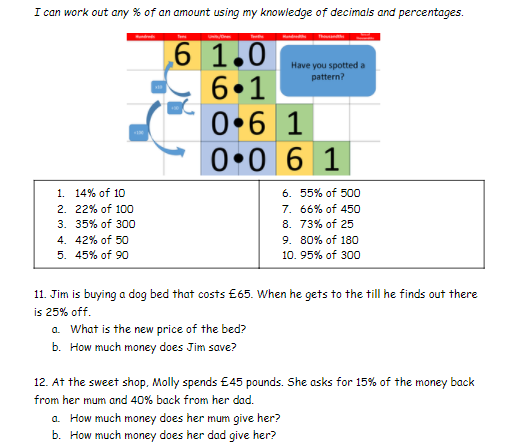 I can work out any % of an amount using my knowledge of decimals and percentages.
Hundreds Tens Units/Ones Tenths Hundredths Thousandths
6 1.0
6•1
0•6 1
0•0 6 1
Have you spotted a
pattern?
1. 14% of 10
2. 22% of 100
3. 35% of 300
4. 42% of 50
5. 45% of 90
6. 55% of 500
7. 66% of 450
8. 73% of 25
9. 80% of 180
10. 95% of 300
11. Jim is buying a dog bed that costs £65. When he gets to the till he finds out there
is 25% off.
a. What is the new price of the bed?
b. How much money does Jim save?
12. At the sweet shop, Molly spends £45 pounds. She asks for 15% of the money back
from her mum and 40% back from her dad.
a. How much money does her mum give her?
b. How much money does her dad give her?